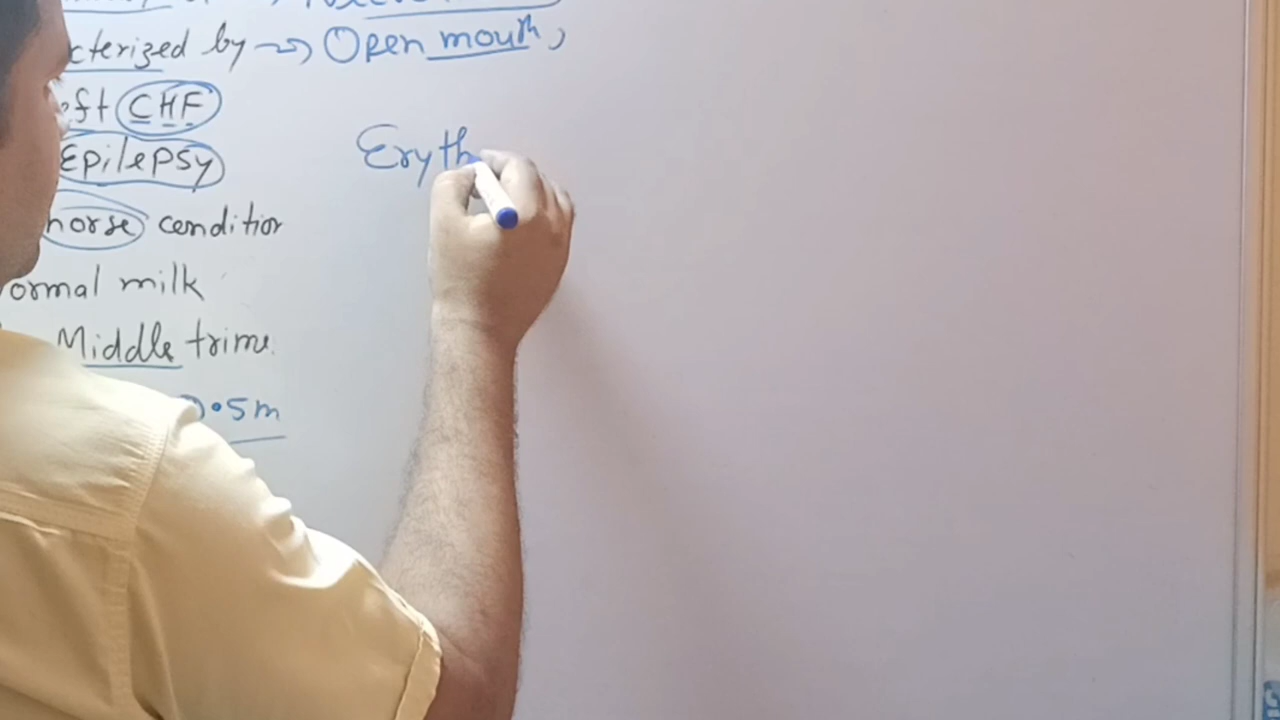 cterized by → Open mouth,
eft CHF
Epilepsy
Eryth
horse condition
ormal milk
Middle trime
0.5m